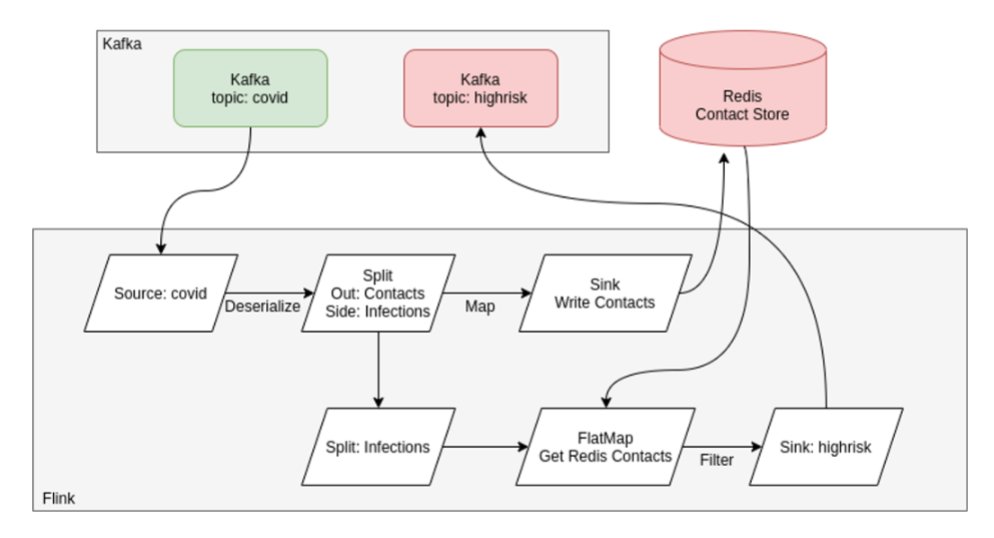 Kafka
Kafka
topic: covid
Kafka
topic: highrisk
Redis
Contact Store
Source: covid
Deserialize
Split
Out: Contacts
Side: Infections
Map
Sink
Write Contacts
Split: Infections
FlatMap
Get Redis Contacts
Filter
Sink: highrisk
Flink